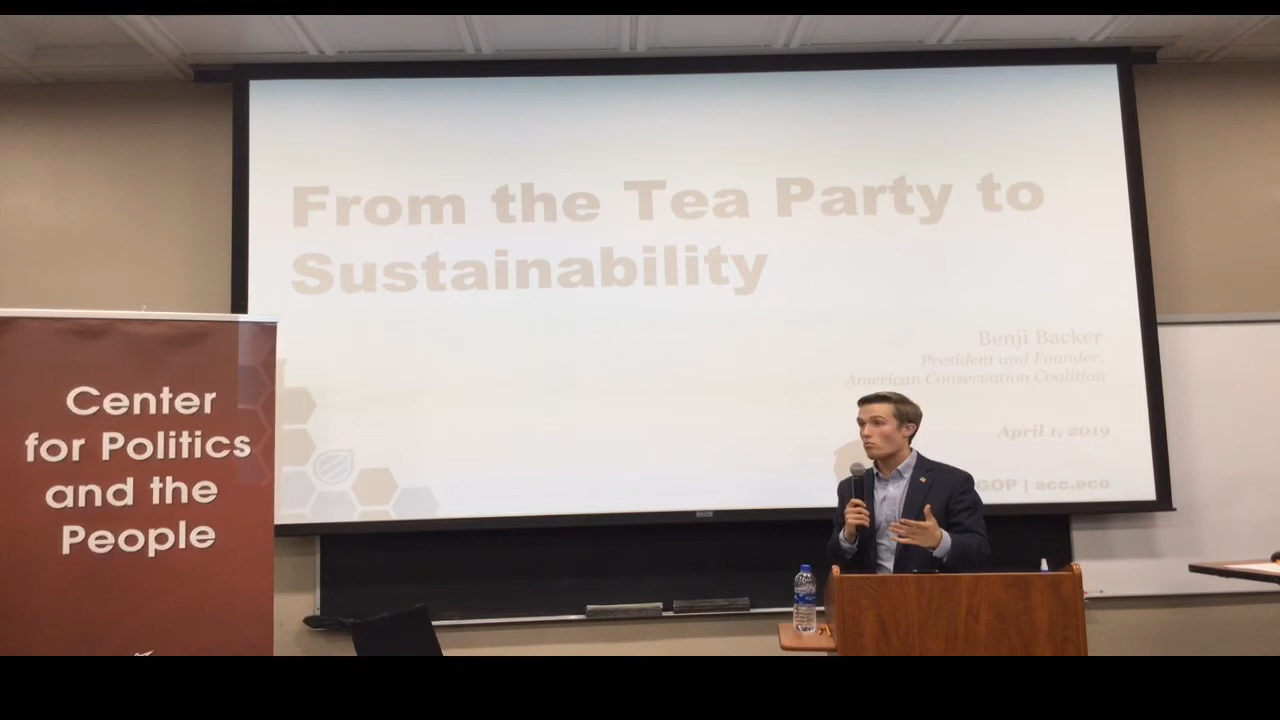 From the Tea Party to
Sustainability
Benji Backer
President and Founder,
American Conservation Coalition
April 1, 2019
GOP | acc.eco
Center
for Politics
and the
People